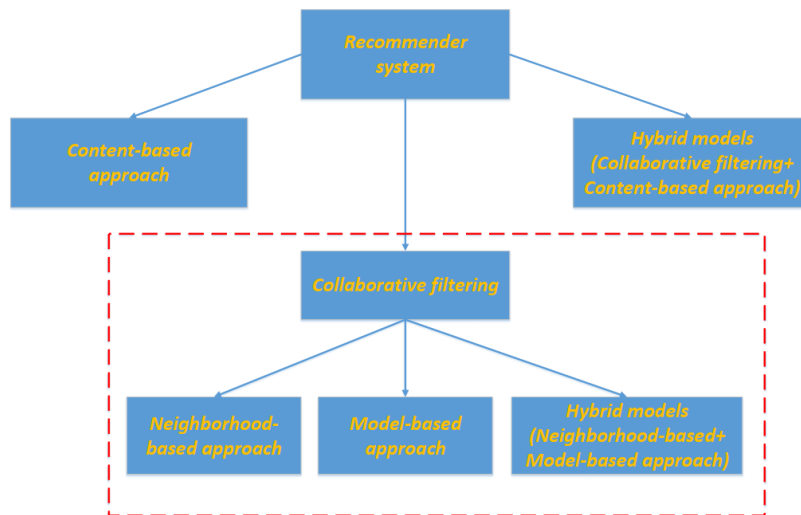 Recommender
system
Content-based
approach
Hybrid models
(Collaborative filtering+
Content-based approach)
Collaborative filtering
Neighborhood-
based approach
Model-based
approach
Hybrid models
(Neighborhood-based+
Model-based approach)